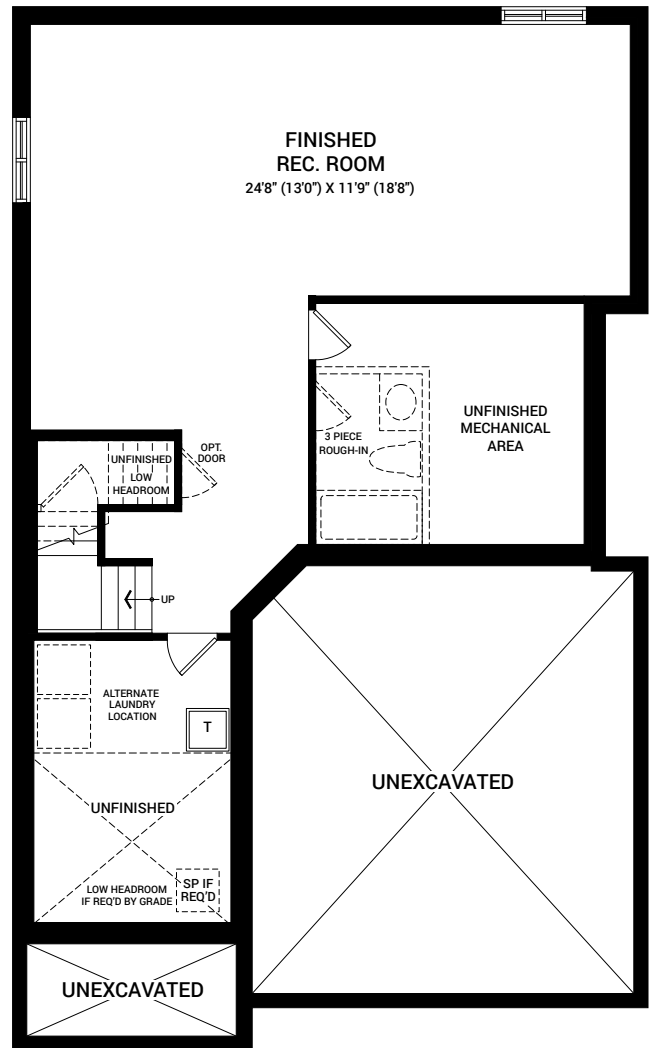 FINISHED
REC. ROOM
24'8" (13'0") X 11'9" (18'8")
UNFINISHED
MECHANICAL
AREA
3 PIECE
ROUGH-IN
OPT.
DOOR
UNFINISHED
LOW
HEADROOM
UP
ALTERNATE
LAUNDRY
LOCATION
T
UNFINISHED
LOW HEADROOM
IF REQ'D BY GRADE
SP IF
REQ'D
UNEXCAVATED
UNEXCAVATED